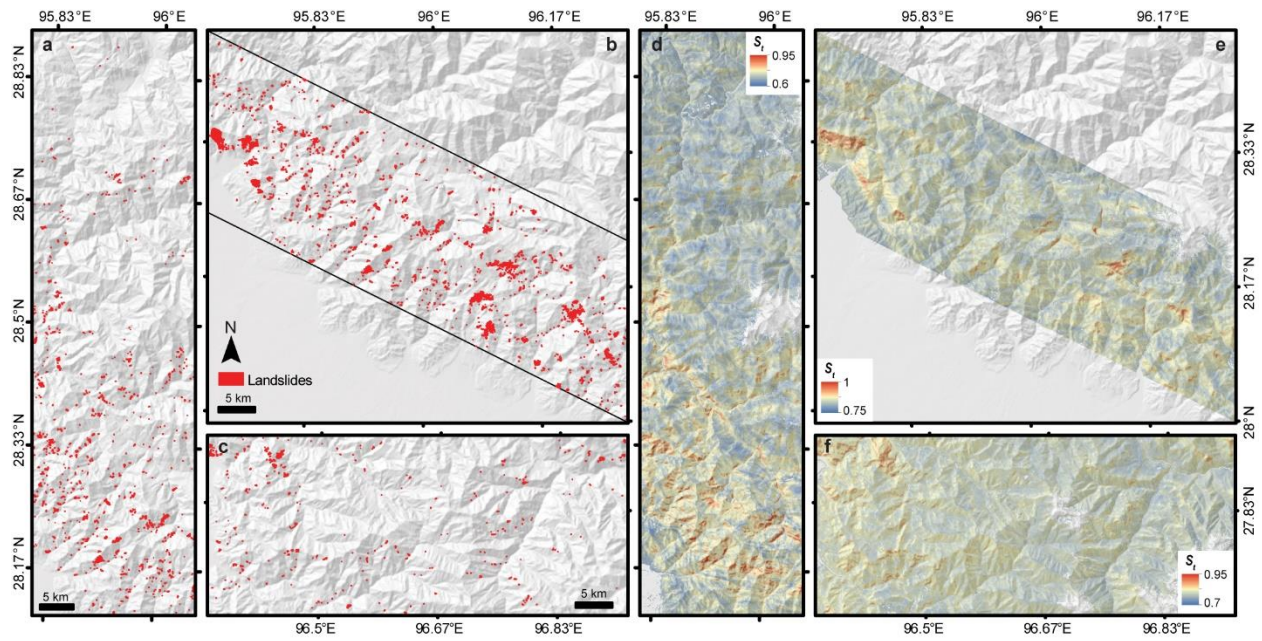 95.83°E 96°E
95.83°E 96°E 96.17°E
95.83°E 96°E
95.83°E 96°E 96.17°E
a
b
d
e
S_t
0.95
0.6
28.83°N
28.67°N
28.5°N
28.33°N
28.17°N
N
Landslides
5 km
S_t
1
0.75
28.33°N
28.17°N
28°N
c
f
5 km
5 km
S_t
0.95
0.7
27.83°N
96.5°E 96.67°E 96.83°E
96.5°E 96.67°E 96.83°E